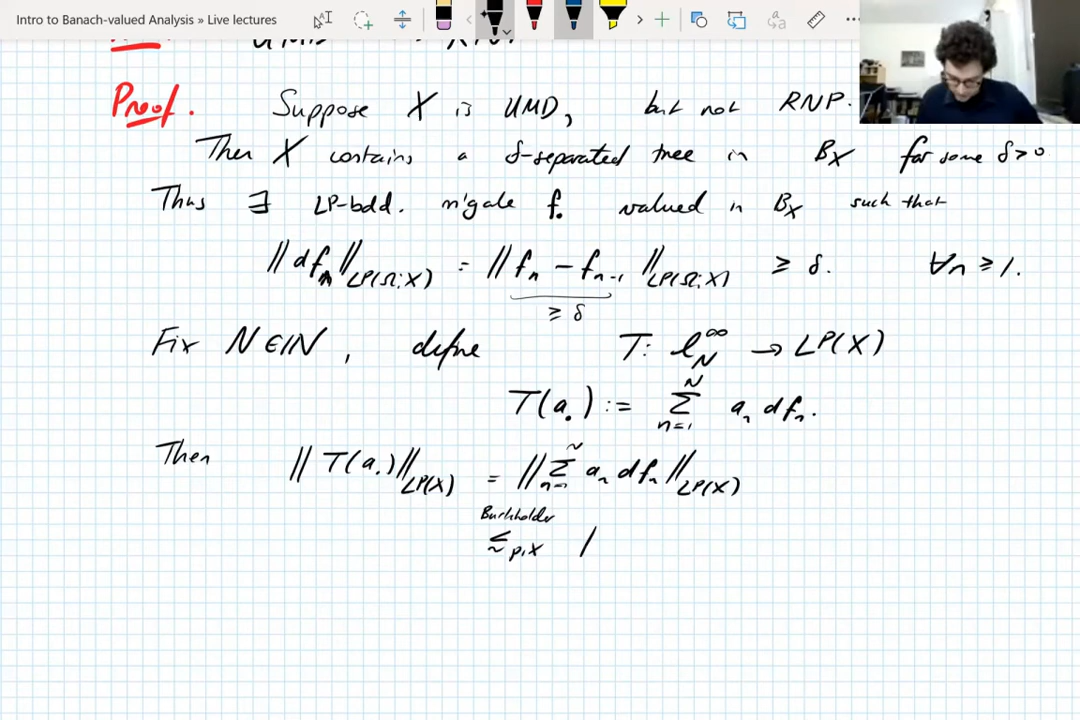 Intro to Banach-valued Analysis » Live lectures
Proof. Suppose X is UMD, but not RNP.
Then X contains a δ-separated tree in B_X for some δ>0
Thus ∃ LP-bdd. m'gale f. valued in B_X such that
||df_n||_{L^p(Ω;X)} = ||f_n - f_{n-1}||_{L^p(Ω;X)} ≥ δ. ∀n ≥ 1.
≥ δ
Fix N ∈ ℕ, define T: ℓ^∞_N → L^p(X)
T(a.) := Σ_{n=1}^N a_n df_n.
Then ||T(a.)||_{L^p(X)} = ||Σ_{n=1}^N a_n df_n||_{L^p(X)}
Burkholder
≲_{p,X} |